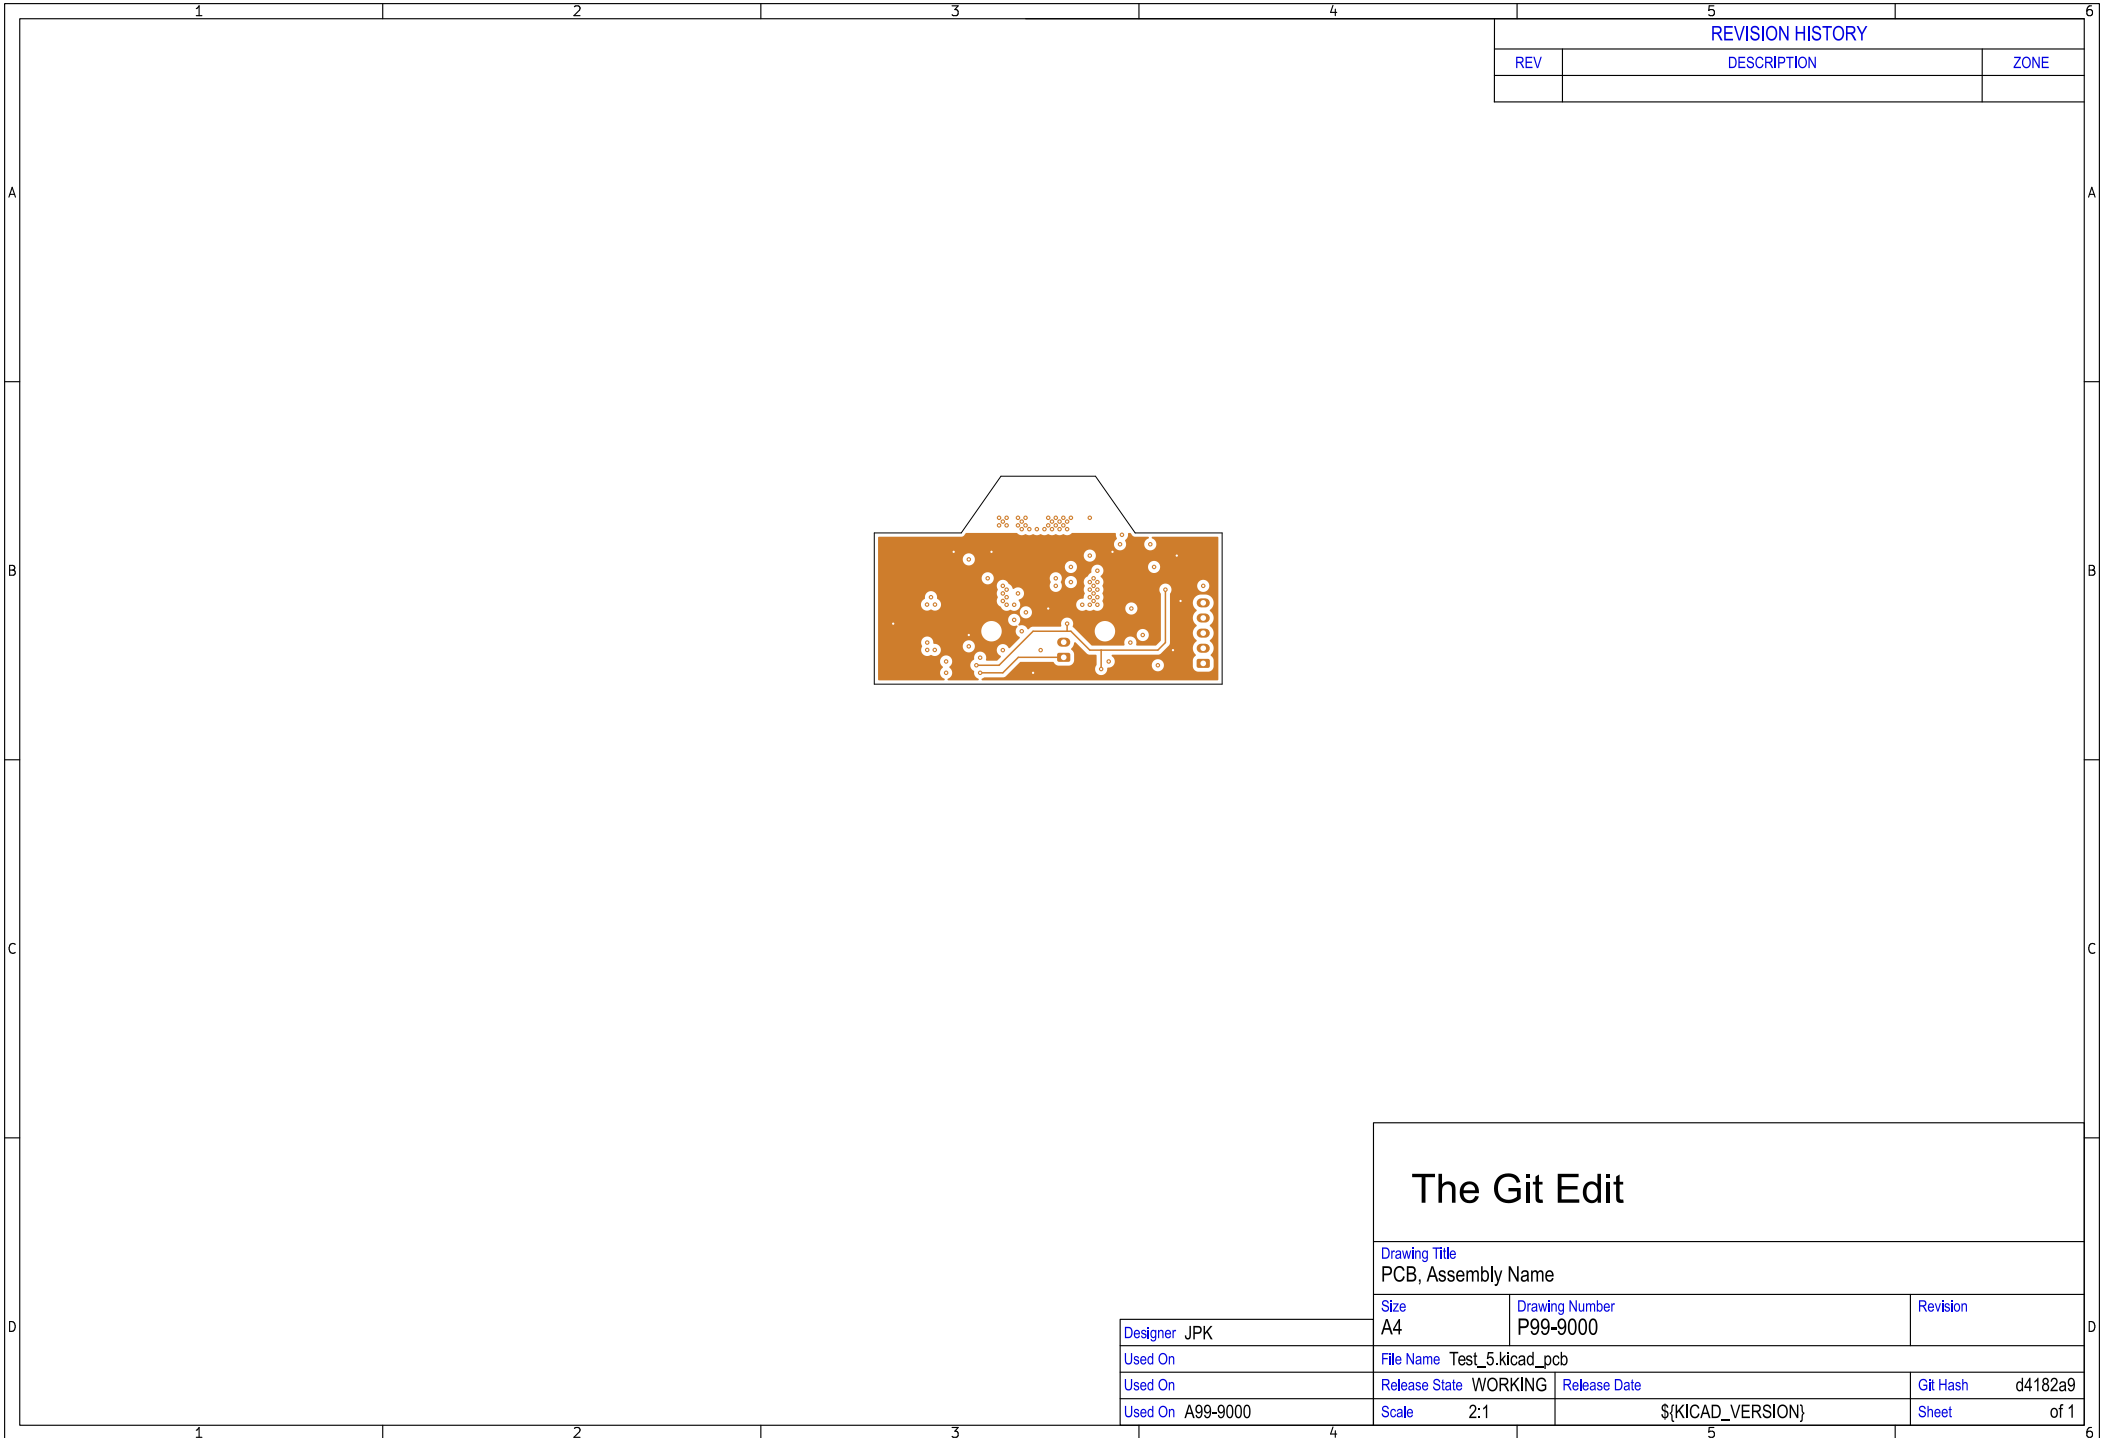 1 2 3 4 5 6
REVISION HISTORY
REV DESCRIPTION ZONE
A A
B B
C C
The Git Edit
Drawing Title
PCB, Assembly Name
Size Drawing Number Revision
A4 P99-9000
D D
Designer JPK
Used On File Name Test_5.kicad_pcb
Used On Release State WORKING Release Date Git Hash d4182a9
Used On A99-9000 Scale 2:1 ${KICAD_VERSION} Sheet of 1
1 2 3 4 5 6